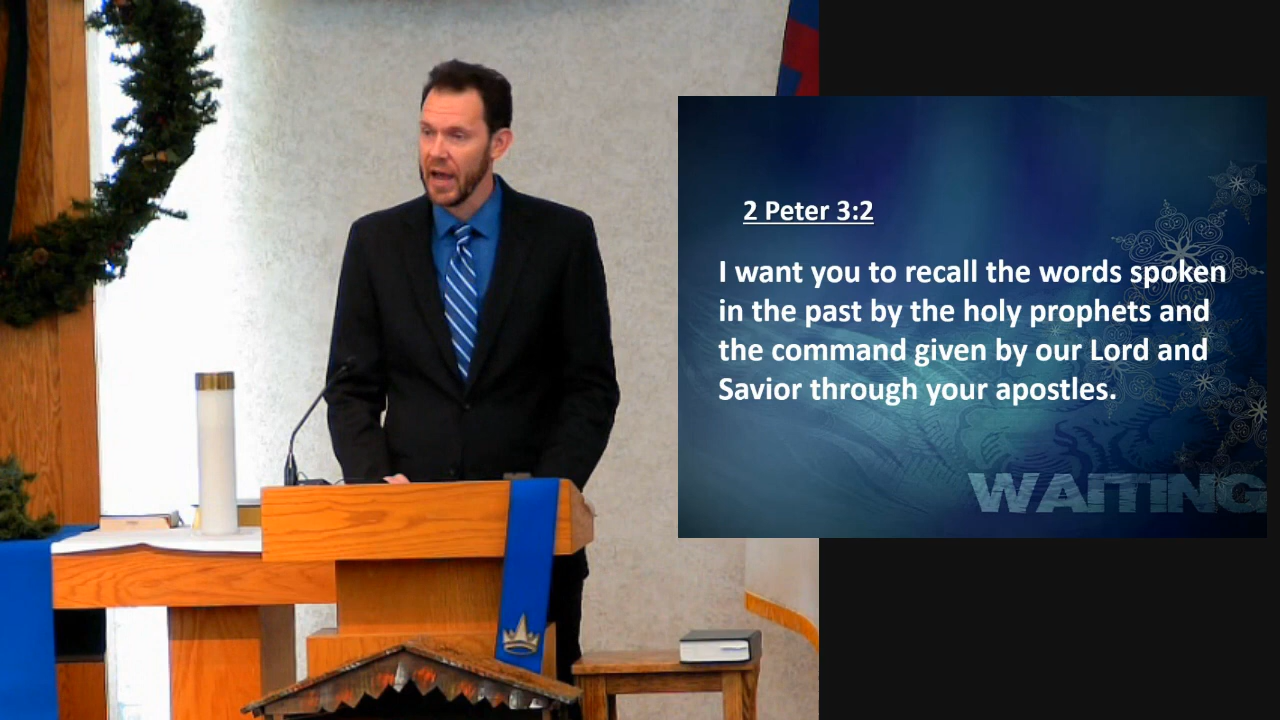 2 Peter 3:2
I want you to recall the words spoken
in the past by the holy prophets and
the command given by our Lord and
Savior through your apostles.
WAITING